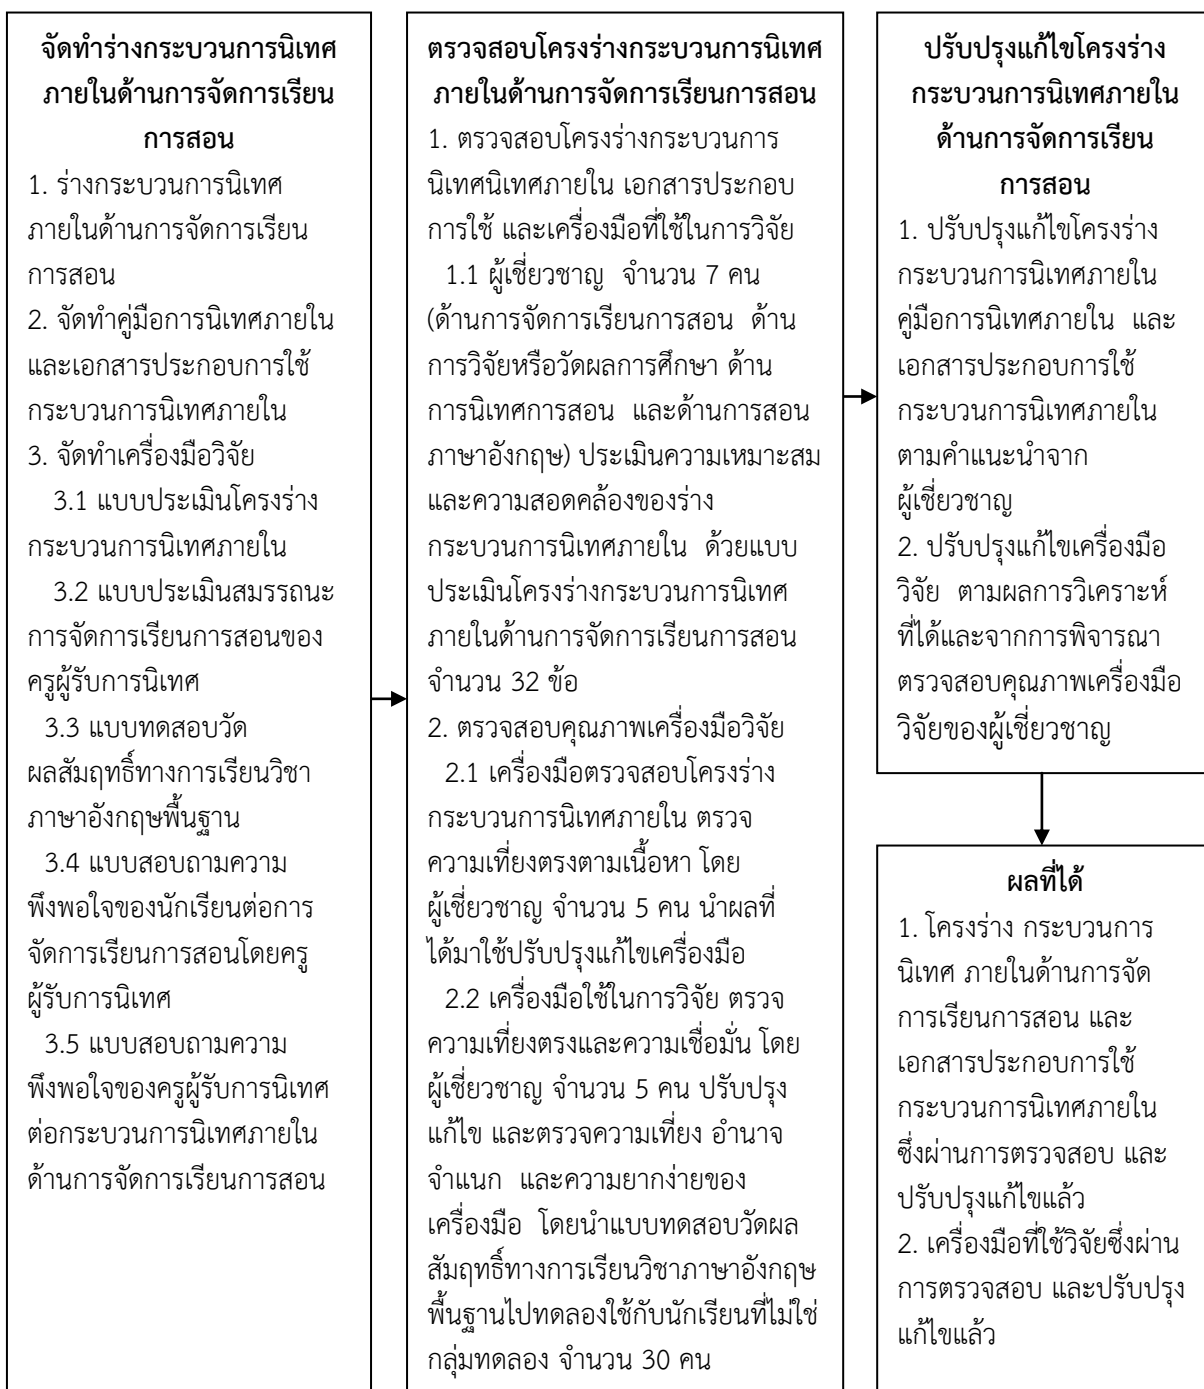 จัดทำร่างกระบวนการนิเทศ
ภายในด้านการจัดการเรียน
การสอน
1. ร่างกระบวนการนิเทศ
ภายในด้านการจัดการเรียน
การสอน
2. จัดทำคู่มือการนิเทศภายใน
และเอกสารประกอบการใช้
กระบวนการนิเทศภายใน
3. จัดทำเครื่องมือวิจัย
3.1 แบบประเมินโครงร่าง
กระบวนการนิเทศภายใน
3.2 แบบประเมินสมรรถนะ
การจัดการเรียนการสอนของ
ครูผู้รับการนิเทศ
3.3 แบบทดสอบวัด
ผลสัมฤทธิ์ทางการเรียนวิชา
ภาษาอังกฤษพื้นฐาน
3.4 แบบสอบถามความ
พึงพอใจของนักเรียนต่อการ
จัดการเรียนการสอนโดยครู
ผู้รับการนิเทศ
3.5 แบบสอบถามความ
พึงพอใจของครูผู้รับการนิเทศ
ต่อกระบวนการนิเทศภายใน
ด้านการจัดการเรียนการสอน
ตรวจสอบโครงร่างกระบวนการนิเทศ
ภายในด้านการจัดการเรียนการสอน
1. ตรวจสอบโครงร่างกระบวนการ
นิเทศนิเทศภายใน เอกสารประกอบ
การใช้ และเครื่องมือที่ใช้ในการวิจัย
1.1 ผู้เชี่ยวชาญ จำนวน 7 คน
(ด้านการจัดการเรียนการสอน ด้าน
การวิจัยหรือวัดผลการศึกษา ด้าน
การนิเทศการสอน และด้านการสอน
ภาษาอังกฤษ) ประเมินความเหมาะสม
และความสอดคล้องของร่าง
กระบวนการนิเทศภายใน ด้วยแบบ
ประเมินโครงร่างกระบวนการนิเทศ
ภายในด้านการจัดการเรียนการสอน
จำนวน 32 ข้อ
2. ตรวจสอบคุณภาพเครื่องมือวิจัย
2.1 เครื่องมือตรวจสอบโครงร่าง
กระบวนการนิเทศภายใน ตรวจ
ความเที่ยงตรงตามเนื้อหา โดย
ผู้เชี่ยวชาญ จำนวน 5 คน นำผลที่
ได้มาใช้ปรับปรุงแก้ไขเครื่องมือ
2.2 เครื่องมือใช้ในการวิจัย ตรวจ
ความเที่ยงตรงและความเชื่อมั่น โดย
ผู้เชี่ยวชาญ จำนวน 5 คน ปรับปรุง
แก้ไข และตรวจความเที่ยง อำนาจ
จำแนก และความยากง่ายของ
เครื่องมือ โดยนำแบบทดสอบวัดผล
สัมฤทธิ์ทางการเรียนวิชาภาษาอังกฤษ
พื้นฐานไปทดลองใช้กับนักเรียนที่ไม่ใช่
กลุ่มทดลอง จำนวน 30 คน
ปรับปรุงแก้ไขโครงร่าง
กระบวนการนิเทศภายใน
ด้านการจัดการเรียน
การสอน
1. ปรับปรุงแก้ไขโครงร่าง
กระบวนการนิเทศภายใน
คู่มือการนิเทศภายใน และ
เอกสารประกอบการใช้
กระบวนการนิเทศภายใน
ตามคำแนะนำจาก
ผู้เชี่ยวชาญ
2. ปรับปรุงแก้ไขเครื่องมือ
วิจัย ตามผลการวิเคราะห์
ที่ได้และจากการพิจารณา
ตรวจสอบคุณภาพเครื่องมือ
วิจัยของผู้เชี่ยวชาญ
ผลที่ได้
1. โครงร่าง กระบวนการ
นิเทศ ภายในด้านการจัด
การเรียนการสอน และ
เอกสารประกอบการใช้
กระบวนการนิเทศภายใน
ซึ่งผ่านการตรวจสอบ และ
ปรับปรุงแก้ไขแล้ว
2. เครื่องมือที่ใช้วิจัยซึ่งผ่าน
การตรวจสอบ และปรับปรุง
แก้ไขแล้ว